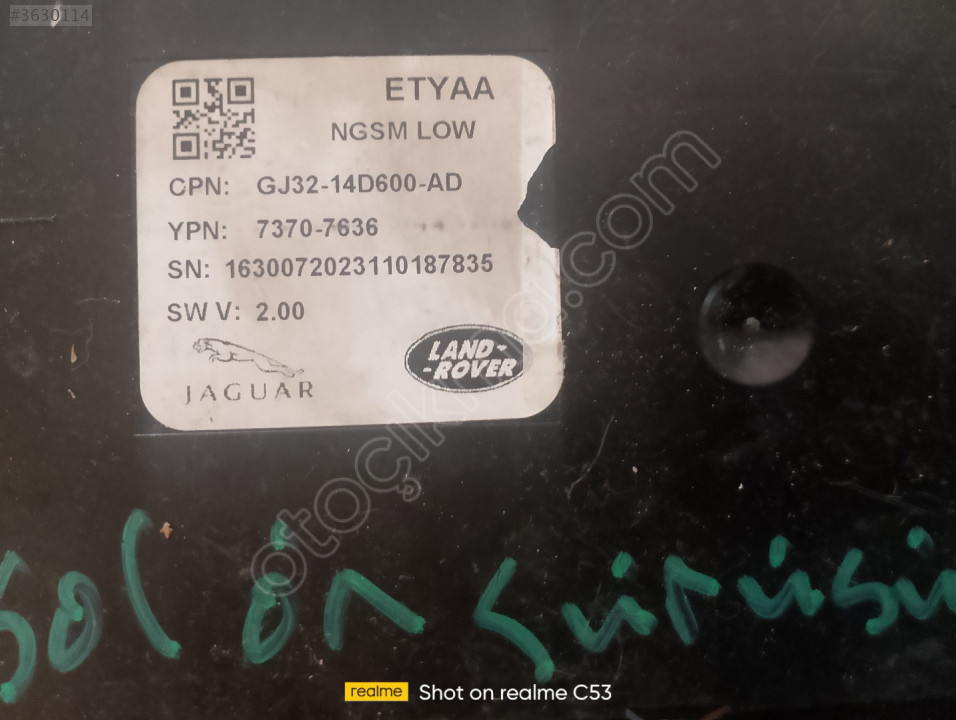 #3630114
ETYAA
NGSM LOW
CPN: GJ32-14D600-AD
YPN: 7370-7636
SN: 1630072023110187835
SW V: 2.00
JAGUAR
LAND-
-ROVER
otoçıkma.com
sol ön
realme Shot on realme C53